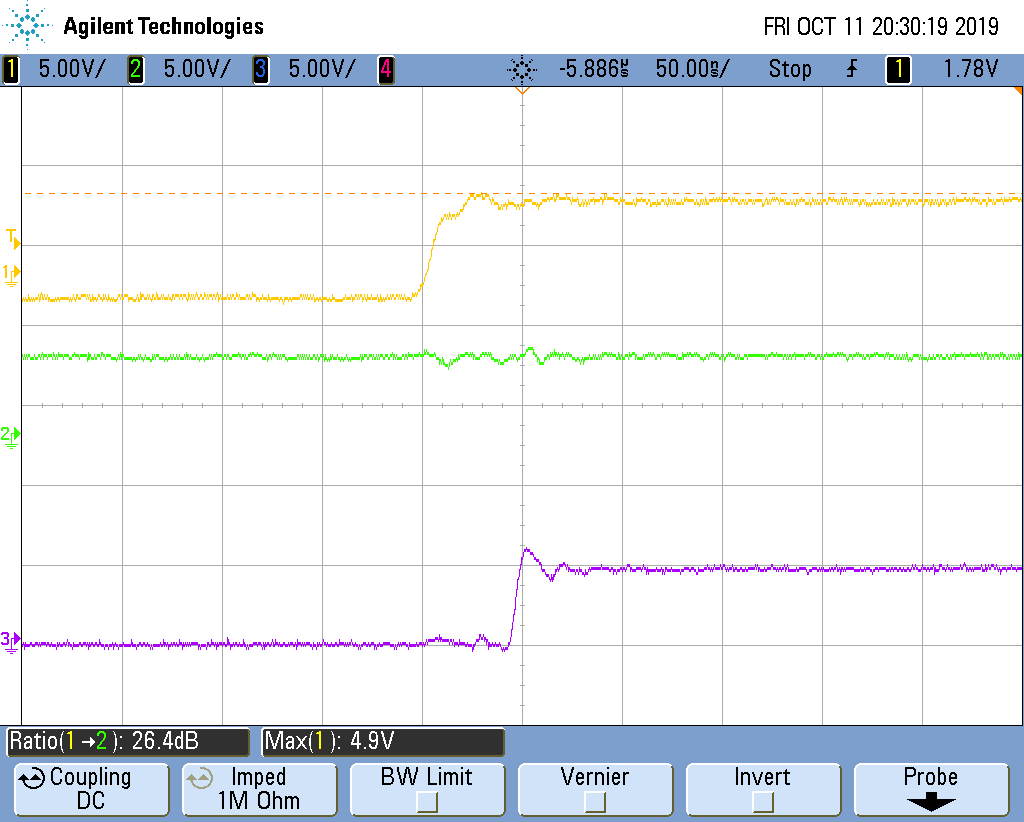 Agilent Technologies FRI OCT 11 20:30:19 2019
1 5.00V/ 2 5.00V/ 3 5.00V/ 4 -5.886µs 50.00ns/ Stop 1 1.78V
T
1
2
3
Ratio(1→2): 26.4dB Max(1): 4.9V
Coupling Imped BW Limit Vernier Invert Probe
DC 1M Ohm